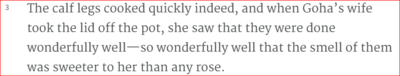 3 The calf legs cooked quickly indeed, and when Goha’s wife
took the lid off the pot, she saw that they were done
wonderfully well—so wonderfully well that the smell of them
was sweeter to her than any rose.